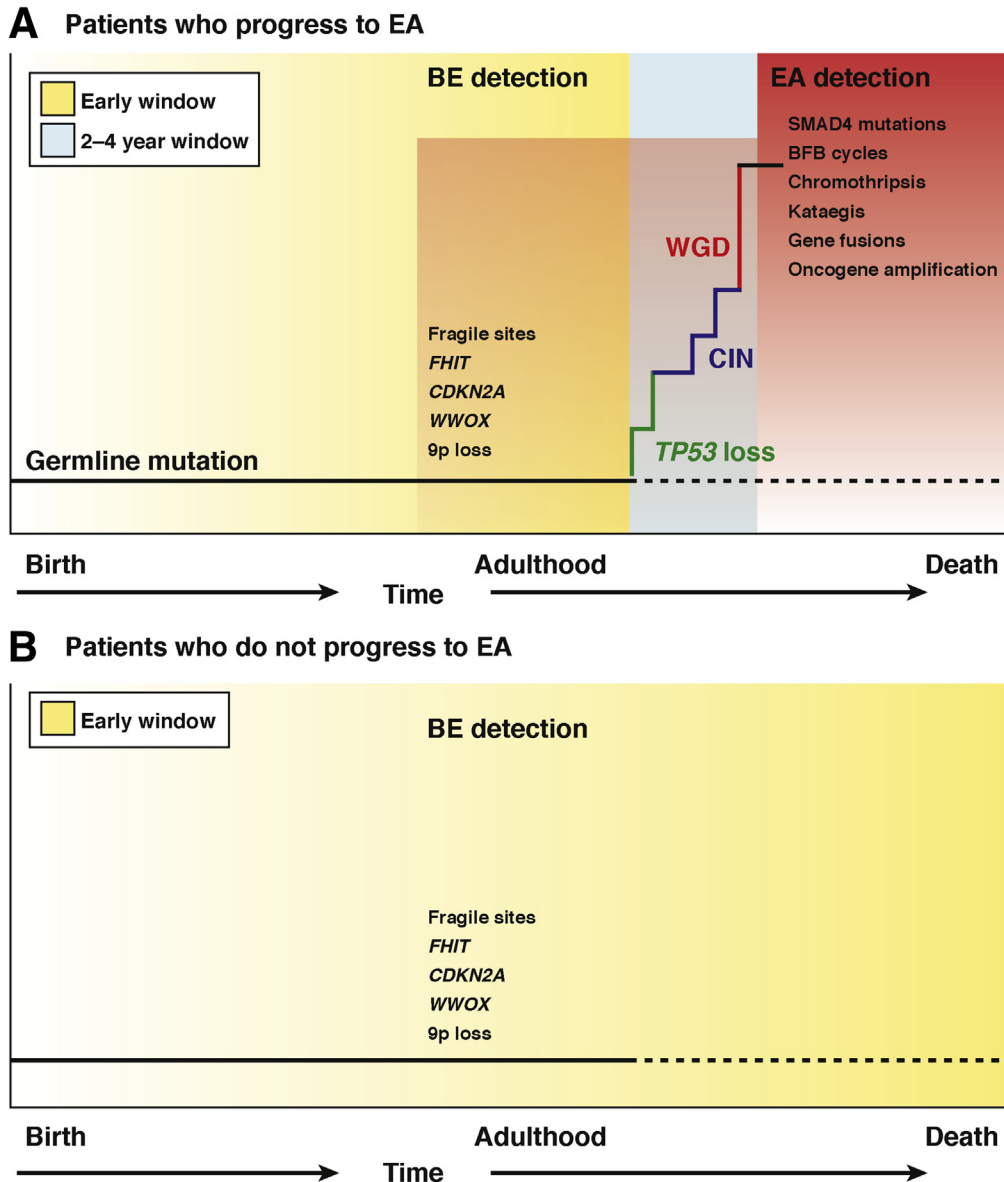 A Patients who progress to EA
Early window
2–4 year window
BE detection
EA detection
SMAD4 mutations
BFB cycles
Chromothripsis
Kataegis
Gene fusions
Oncogene amplification
WGD
CIN
TP53 loss
Fragile sites
FHIT
CDKN2A
WWOX
9p loss
Germline mutation
Birth
Adulthood
Death
Time
B Patients who do not progress to EA
Early window
BE detection
Fragile sites
FHIT
CDKN2A
WWOX
9p loss
Birth
Adulthood
Death
Time